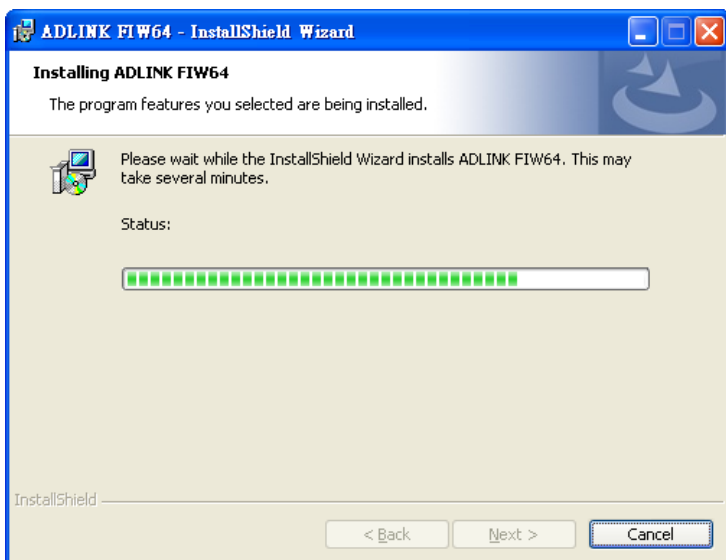 ADLINK FIW64 - InstallShield Wizard
Installing ADLINK FIW64
The program features you selected are being installed.
Please wait while the InstallShield Wizard installs ADLINK FIW64. This may
take several minutes.
Status:
InstallShield
< Back
Next >
Cancel